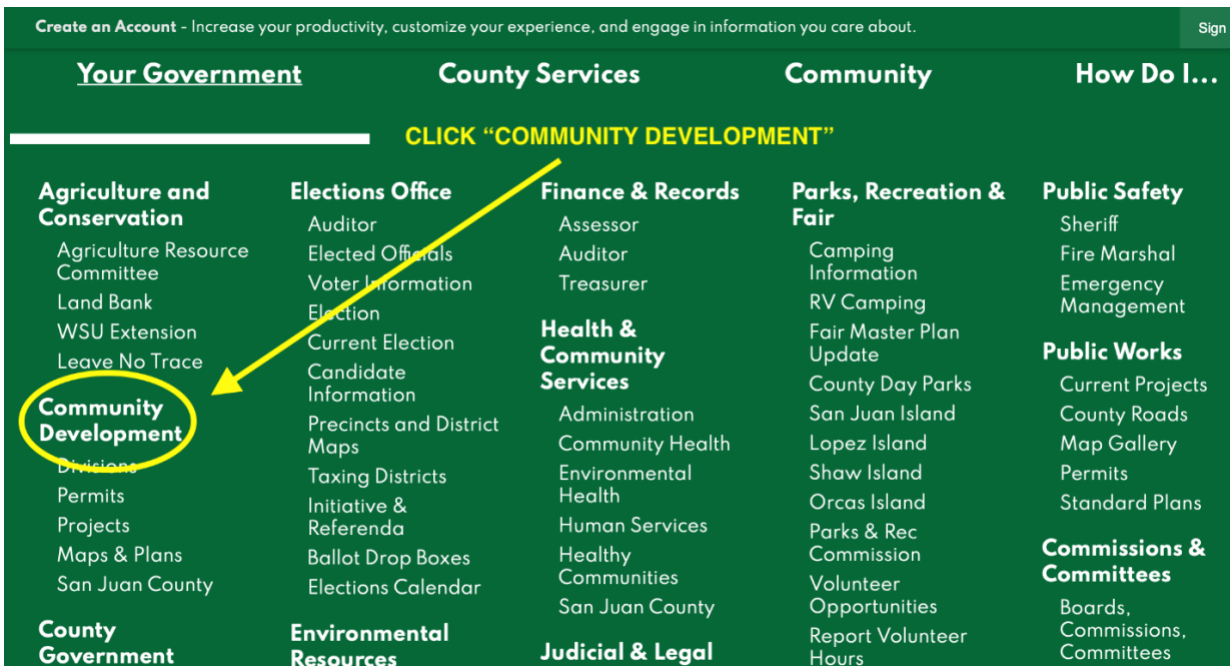 Create an Account - Increase your productivity, customize your experience, and engage in information you care about.
Sign
Your Government
County Services
Community
How Do I...
CLICK “COMMUNITY DEVELOPMENT”
Agriculture and
Conservation
Agriculture Resource
Committee
Land Bank
WSU Extension
Leave No Trace
Community
Development
Divisions
Permits
Projects
Maps & Plans
San Juan County
County
Government
Elections Office
Auditor
Elected Officials
Voter Information
Election
Current Election
Candidate
Information
Precincts and District
Maps
Taxing Districts
Initiative &
Referenda
Ballot Drop Boxes
Elections Calendar
Environmental
Resources
Finance & Records
Assessor
Auditor
Treasurer
Health &
Community
Services
Administration
Community Health
Environmental
Health
Human Services
Healthy
Communities
San Juan County
Judicial & Legal
Parks, Recreation &
Fair
Camping
Information
RV Camping
Fair Master Plan
Update
County Day Parks
San Juan Island
Lopez Island
Shaw Island
Orcas Island
Parks & Rec
Commission
Volunteer
Opportunities
Report Volunteer
Hours
Public Safety
Sheriff
Fire Marshal
Emergency
Management
Public Works
Current Projects
County Roads
Map Gallery
Permits
Standard Plans
Commissions &
Committees
Boards,
Commissions,
Committees